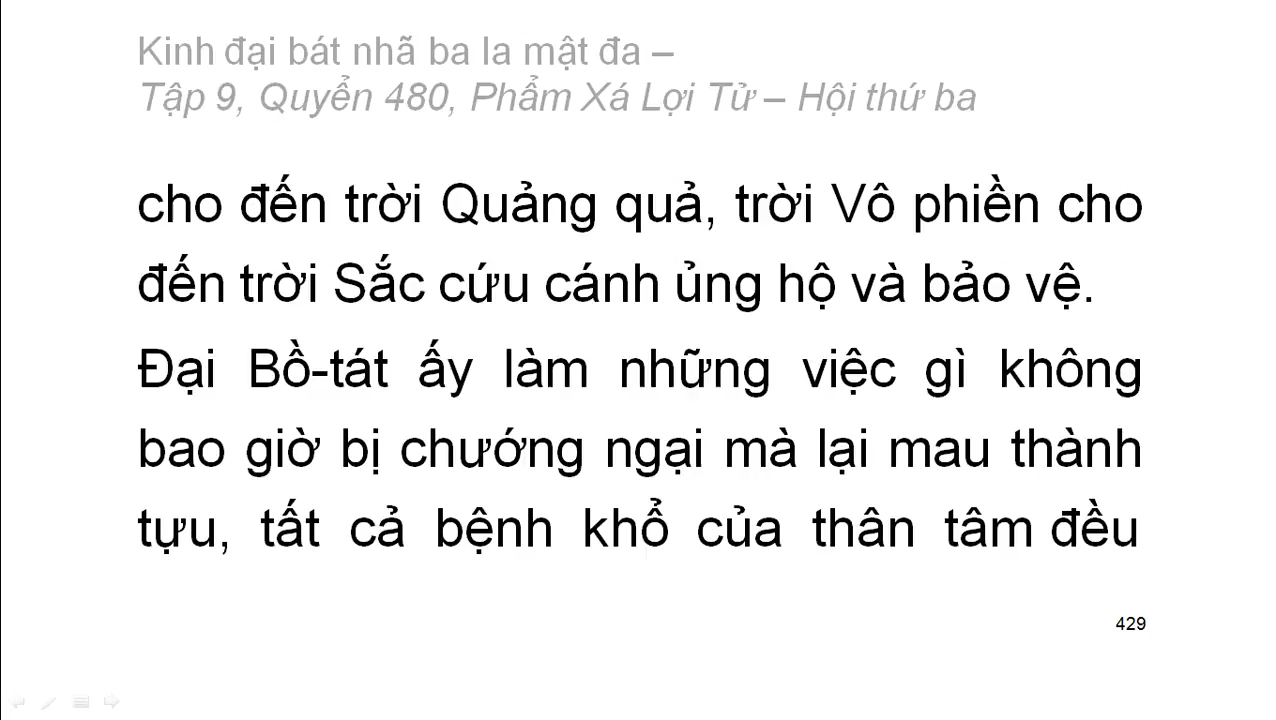 Kinh đại bát nhã ba la mật đa –
Tập 9, Quyển 480, Phẩm Xá Lợi Tử – Hội thứ ba
cho đến trời Quảng quả, trời Vô phiền cho
đến trời Sắc cứu cánh ủng hộ và bảo vệ.
Đại Bồ-tát ấy làm những việc gì không
bao giờ bị chướng ngại mà lại mau thành
tựu, tất cả bệnh khổ của thân tâm đều
429